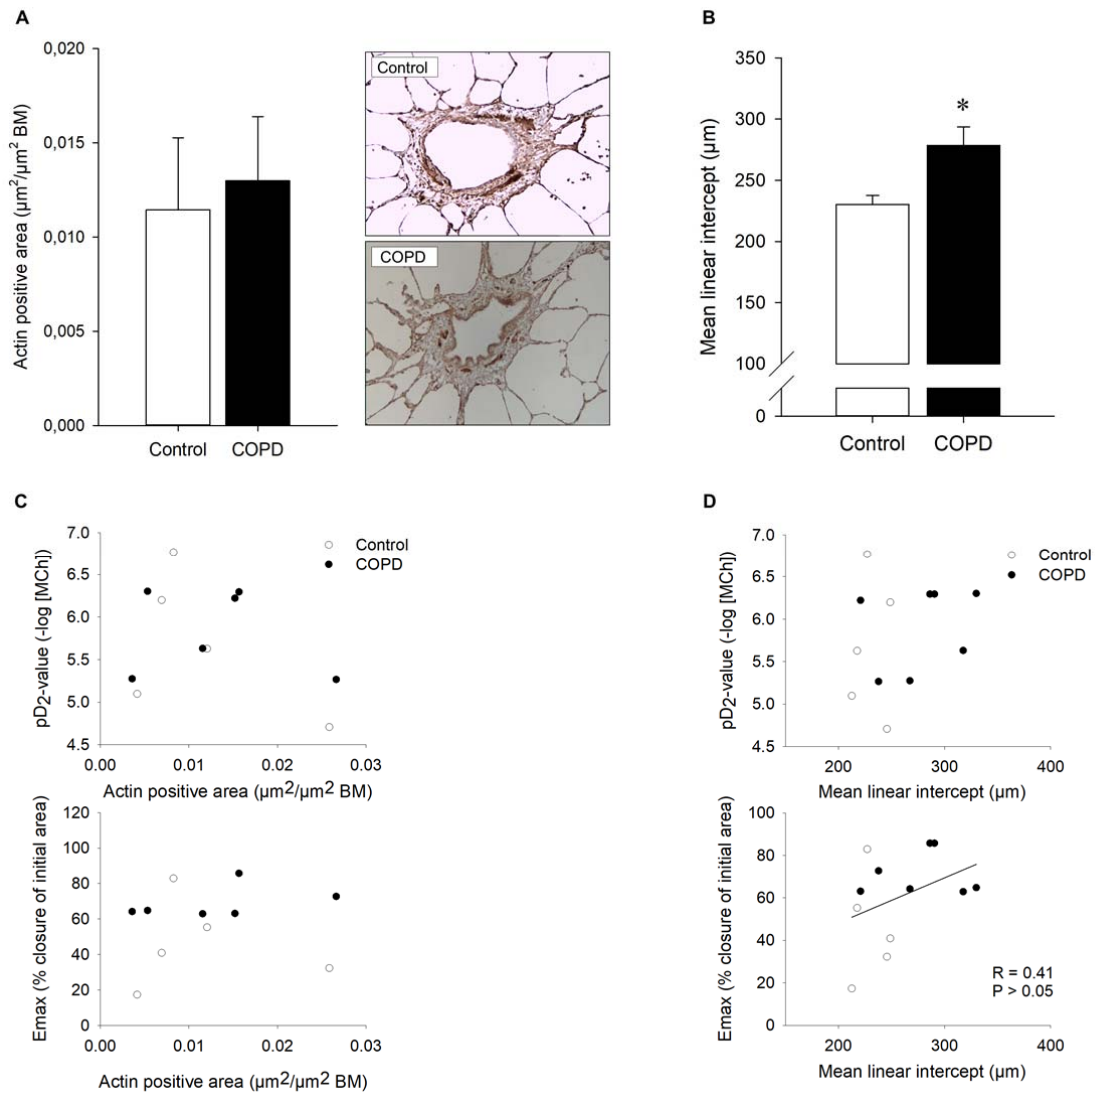 A
0,020
0,015
0,010
0,005
0,000
Actin positive area (µm²/µm² BM)
Control
COPD
Control
COPD
B
350
300
250
200
150
100
0
Mean linear intercept (µm)
*
Control
COPD
C
7.0
6.5
6.0
5.5
5.0
4.5
pD2-value (-log [MCh])
Control
COPD
0.00
0.01
0.02
0.03
Actin positive area (µm2/µm2 BM)
120
100
80
60
40
20
0
Emax (% closure of initial area)
0.00
0.01
0.02
0.03
Actin positive area (µm2/µm2 BM)
D
7.0
6.5
6.0
5.5
5.0
4.5
pD2-value (-log [MCh])
Control
COPD
200
300
400
Mean linear intercept (µm)
100
80
60
40
20
0
Emax (% closure of initial area)
R = 0.41
P > 0.05
200
300
400
Mean linear intercept (µm)